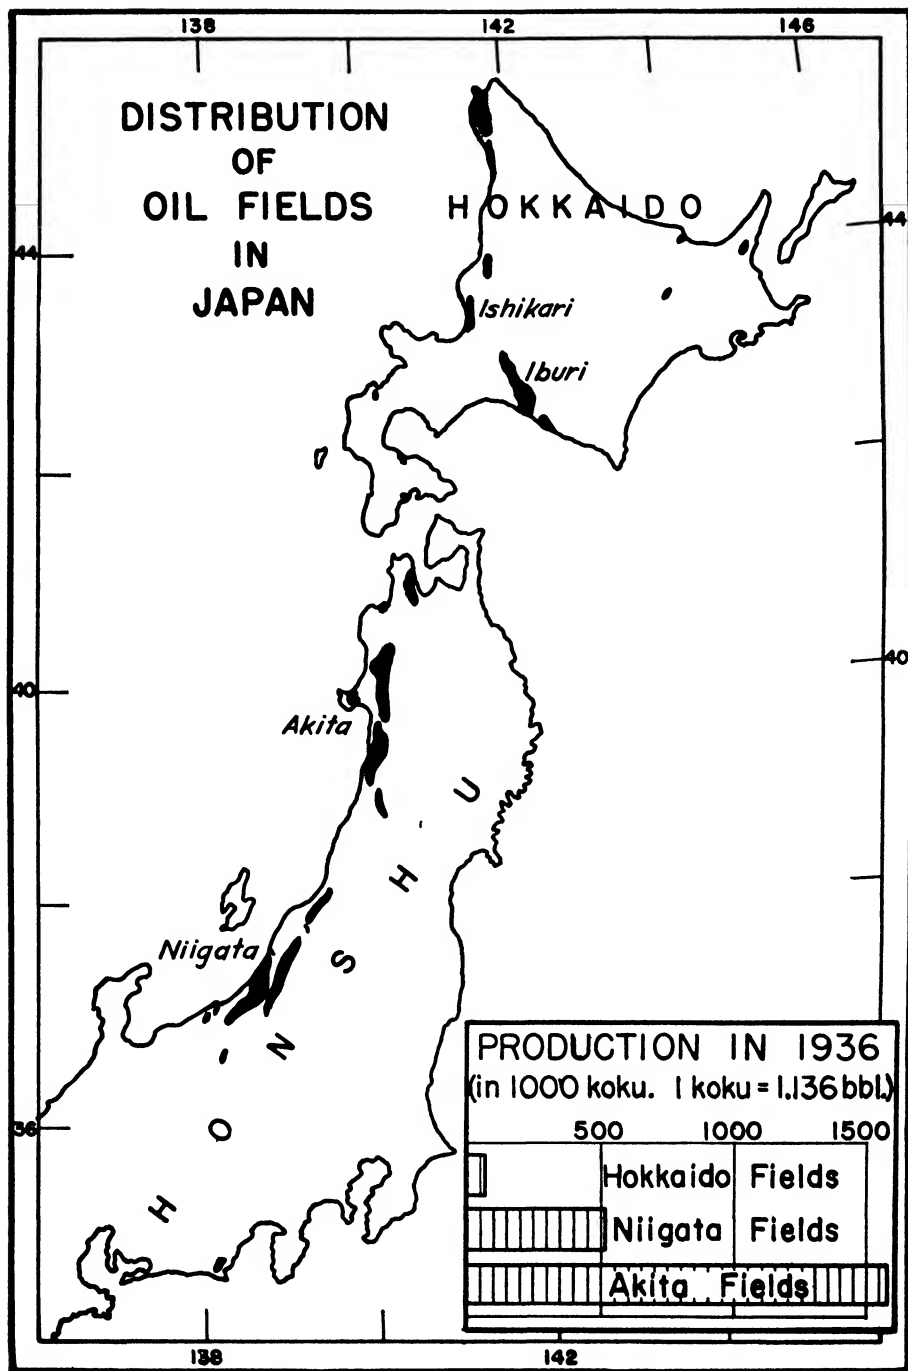 138 142 146
DISTRIBUTION
OF
OIL FIELDS
IN
JAPAN
HOKKAIDO
44
44
Ishikari
Iburi
40
40
Akita
Niigata
HONSHU
36
PRODUCTION IN 1936
(in 1000 koku. 1 koku = 1.136 bbl.)
500 1000 1500
Hokkaido Fields
Niigata Fields
Akita Fields
138 142